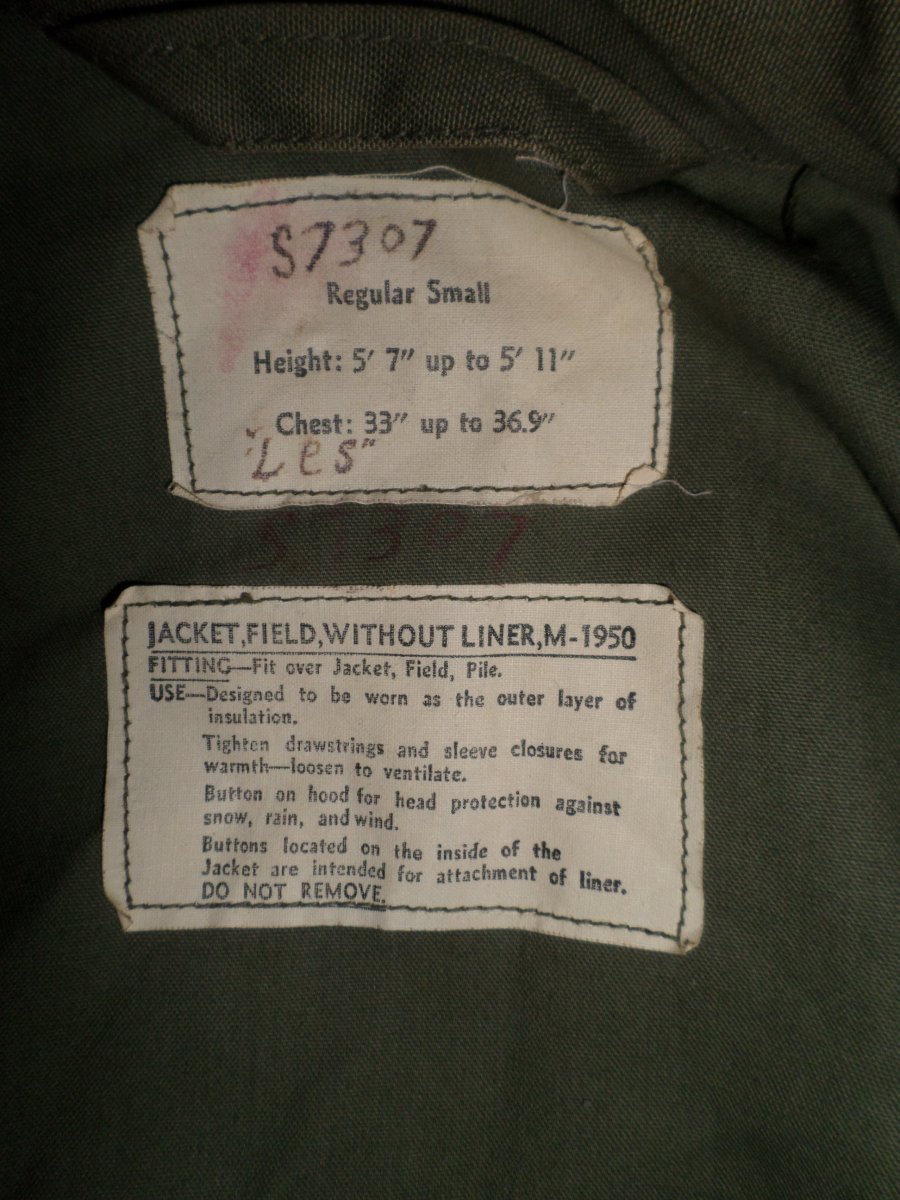 S7307
Regular Small
Height: 5' 7" up to 5' 11"
Chest: 33" up to 36.9"
"Les"
S7307
JACKET,FIELD,WITHOUT LINER,M-1950
FITTING—Fit over Jacket, Field, Pile.
USE—Designed to be worn as the outer layer of
insulation.
Tighten drawstrings and sleeve closures for
warmth—loosen to ventilate.
Button on hood for head protection against
snow, rain, and wind.
Buttons located on the inside of the
Jacket are intended for attachment of liner.
DO NOT REMOVE.